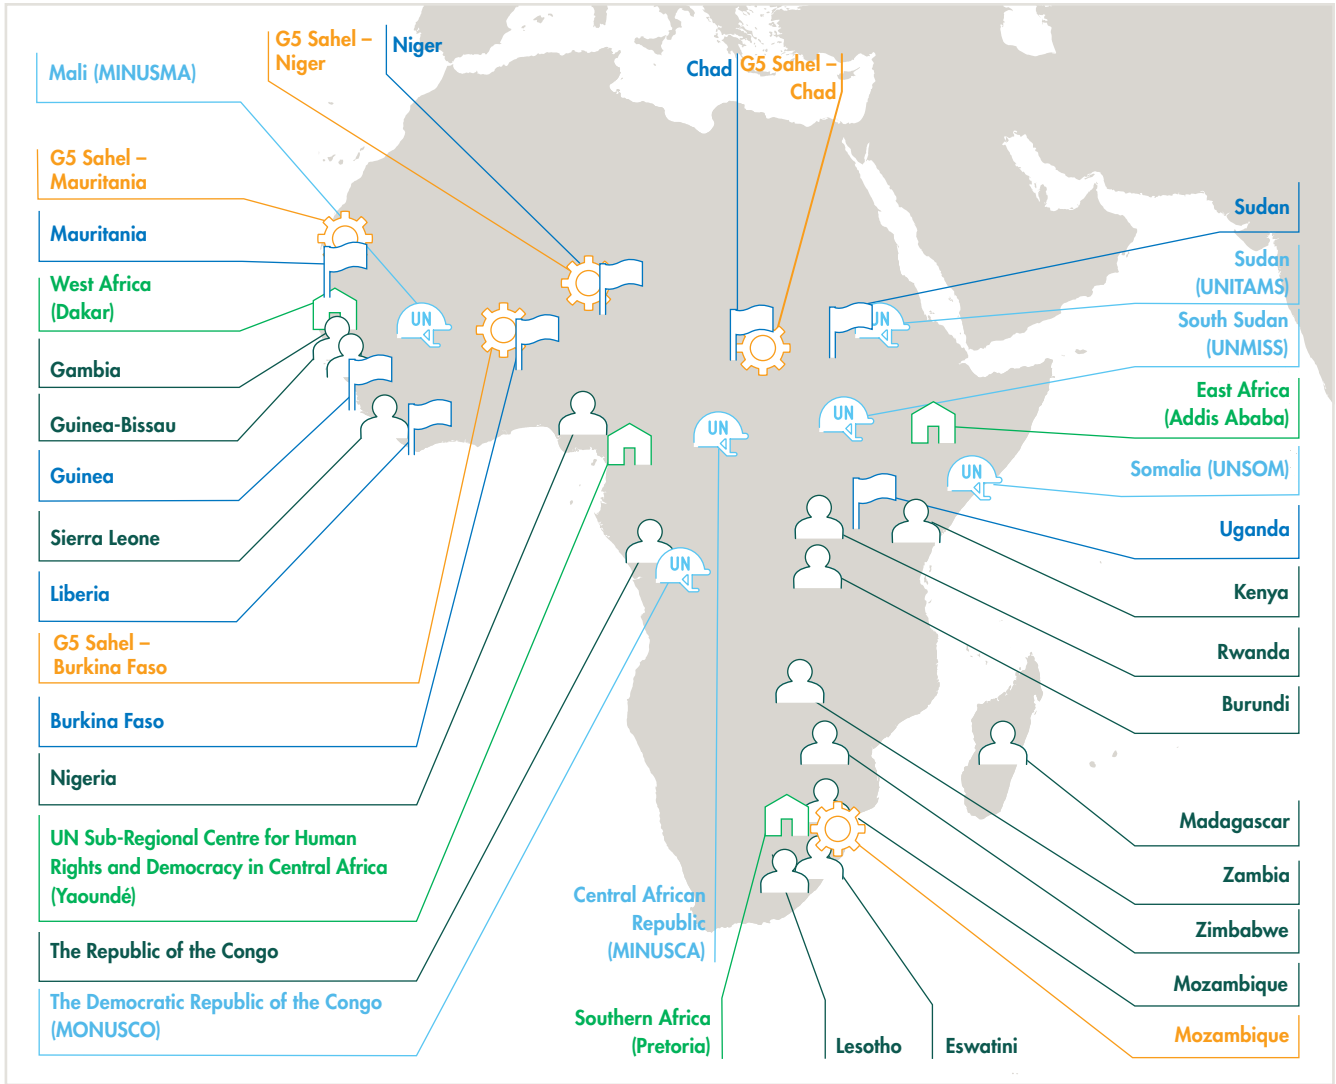 Mali (MINUSMA)
G5 Sahel –
Niger
Niger
Chad
G5 Sahel –
Chad
G5 Sahel –
Mauritania
Mauritania
West Africa
(Dakar)
Gambia
Guinea-Bissau
Guinea
Sierra Leone
Liberia
G5 Sahel –
Burkina Faso
Burkina Faso
Nigeria
UN Sub-Regional Centre for Human
Rights and Democracy in Central Africa
(Yaoundé)
The Republic of the Congo
The Democratic Republic of the Congo
(MONUSCO)
UN
UN
UN
UN
UN
UN
Central African
Republic
(MINUSCA)
Southern Africa
(Pretoria)
Lesotho
Eswatini
Sudan
Sudan
(UNITAMS)
South Sudan
(UNMISS)
East Africa
(Addis Ababa)
Somalia (UNSOM)
Uganda
Kenya
Rwanda
Burundi
Madagascar
Zambia
Zimbabwe
Mozambique
Mozambique